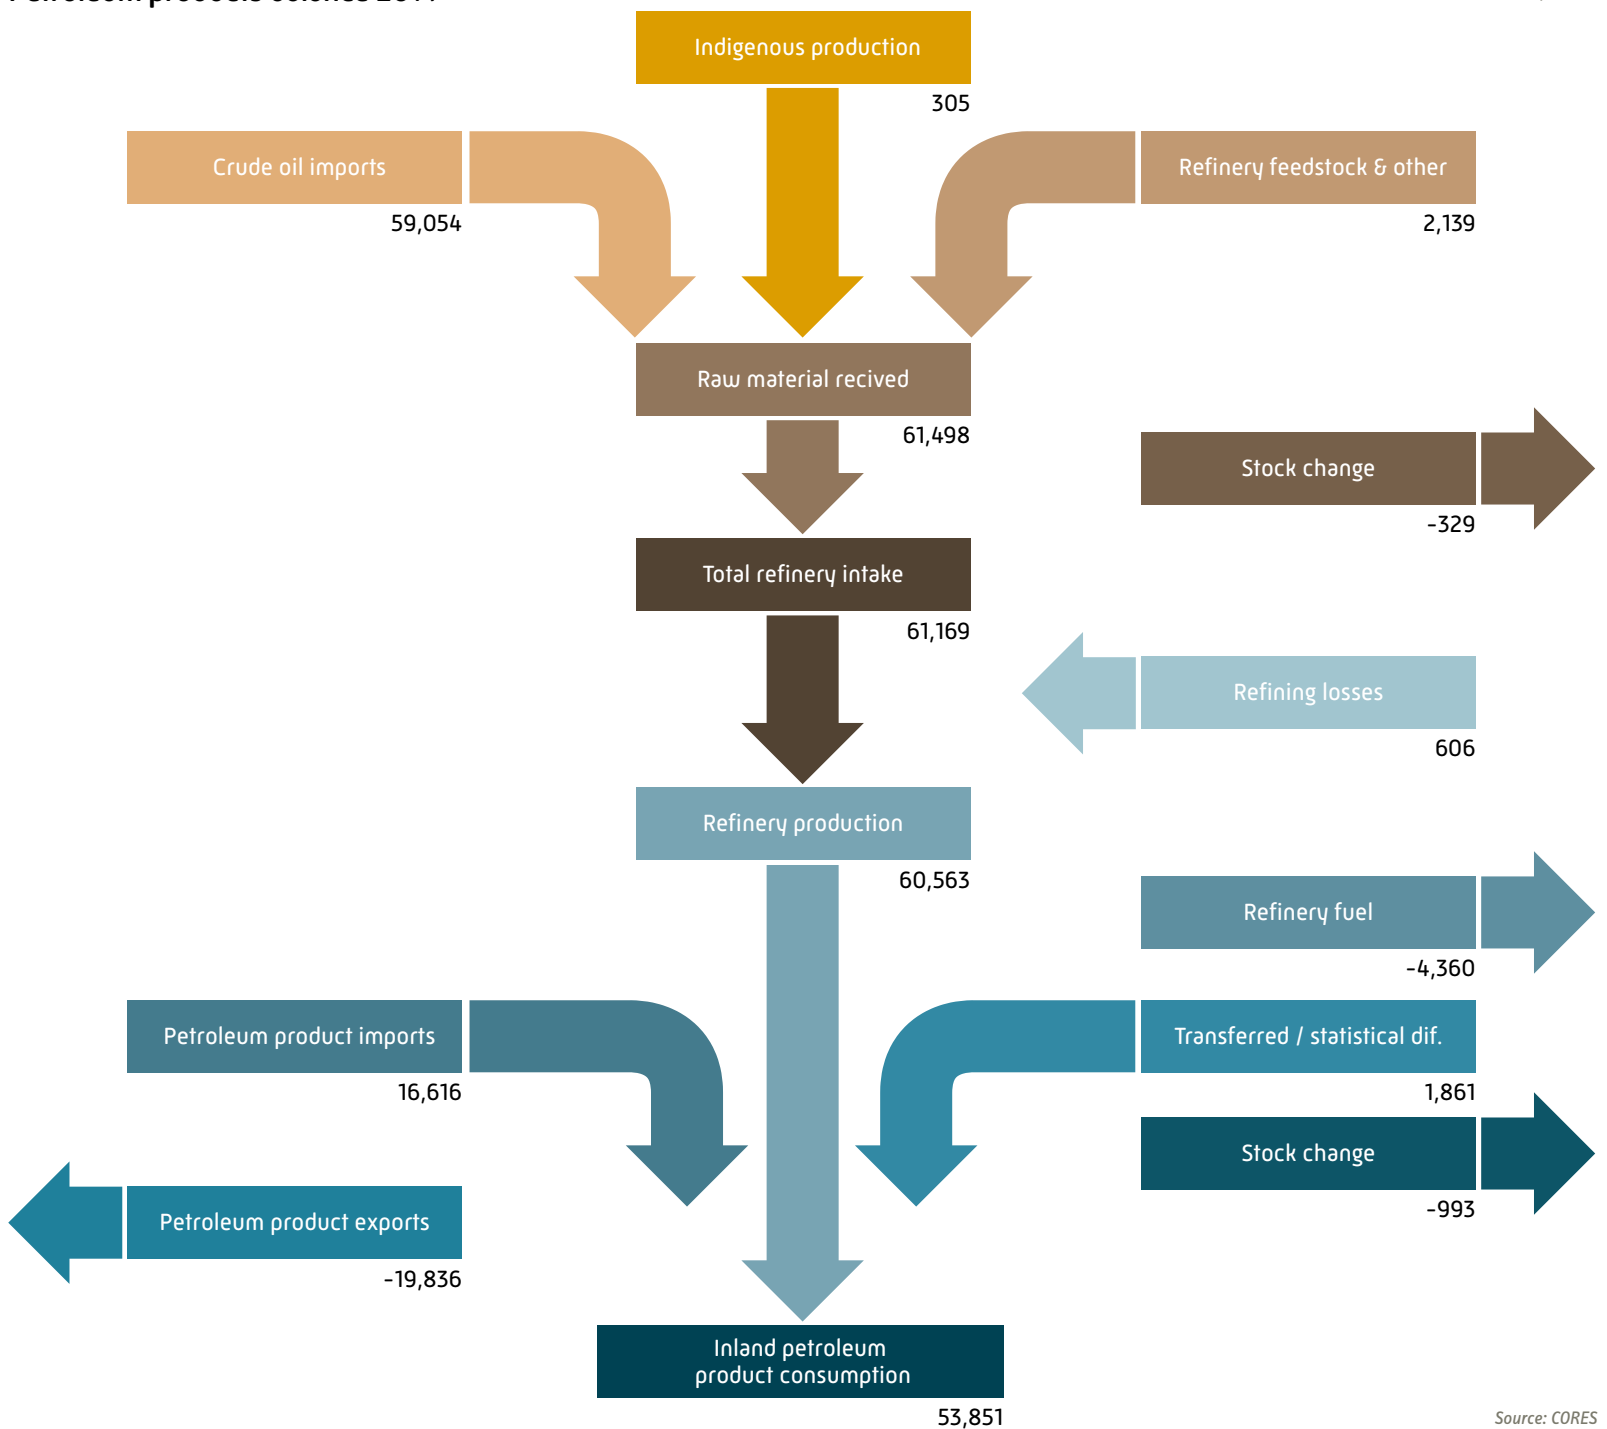 Indigenous production
305
Crude oil imports
59,054
Refinery feedstock & other
2,139
Raw material recived
61,498
Stock change
-329
Total refinery intake
61,169
Refining losses
606
Refinery production
60,563
Refinery fuel
-4,360
Petroleum product imports
16,616
Transferred / statistical dif.
1,861
Stock change
-993
Petroleum product exports
-19,836
Inland petroleum
product consumption
53,851
Source: CORES